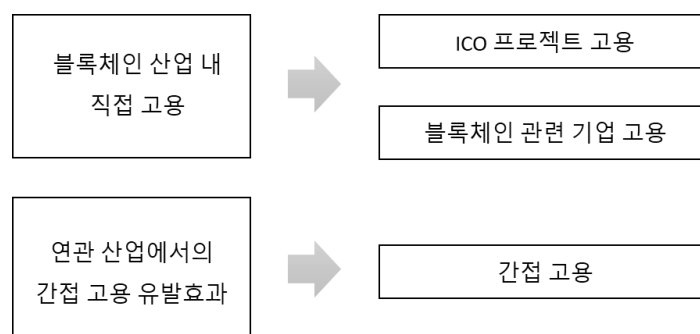 블록체인 산업 내
직접 고용
ICO 프로젝트 고용
블록체인 관련 기업 고용
연관 산업에서의
간접 고용 유발효과
간접 고용